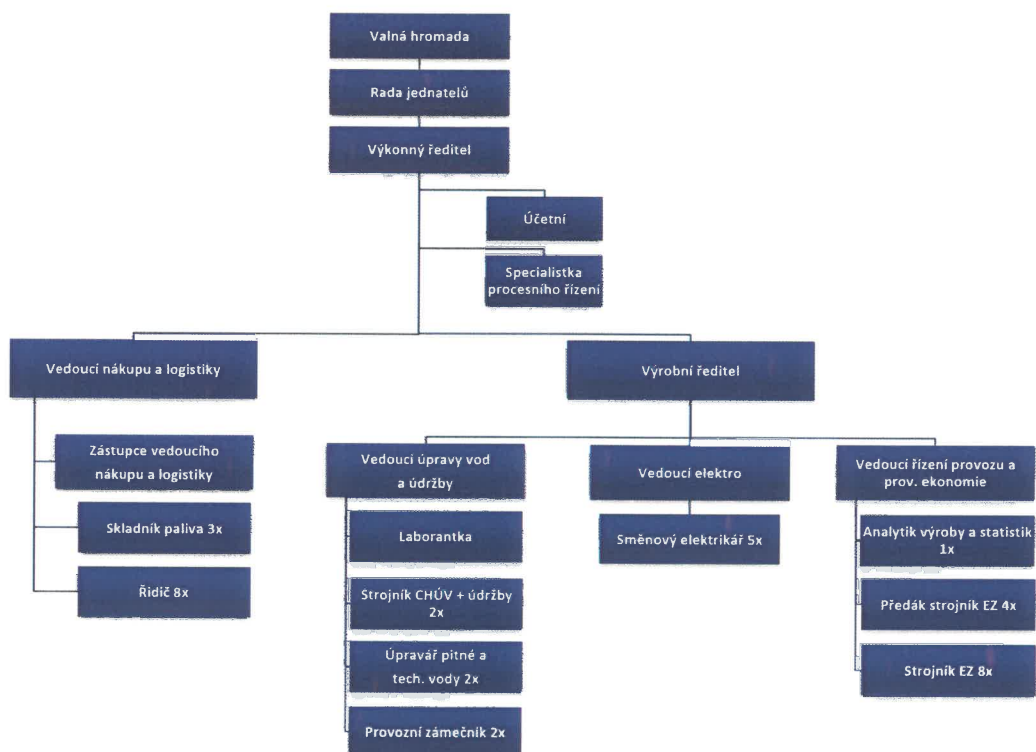 Valná hromada
Rada jednatelů
Výkonný ředitel
Účetní
Specialistka
procesního řízení
Vedoucí nákupu a logistiky
Výrobní ředitel
Zástupce vedoucího
nákupu a logistiky
Skladník paliva 3x
Řidič 8x
Vedoucí úpravy vod
a údržby
Laborantka
Strojník CHÚV + údržby
2x
Úpravář pitné a
tech. vody 2x
Provozní zámečník 2x
Vedoucí elektro
Směnový elektrikář 5x
Vedoucí řízení provozu a
prov. ekonomie
Analytik výroby a statistik
1x
Předák strojník EZ 4x
Strojník EZ 8x